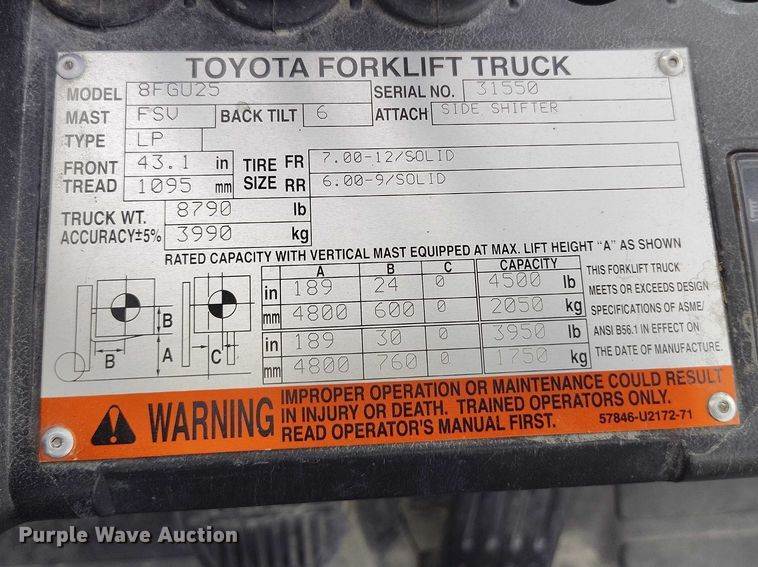 TOYOTA FORKLIFT TRUCK
MODEL 8FGU25 SERIAL NO. 31550
MAST FSV BACK TILT 6 ATTACH SIDE SHIFTER
TYPE LP
FRONT TREAD 43.1 in 1095 mm TIRE SIZE FR 7.00-12/SOLID
RR 6.00-9/SOLID
TRUCK WT. 8790 lb
ACCURACY±5% 3990 kg
RATED CAPACITY WITH VERTICAL MAST EQUIPPED AT MAX. LIFT HEIGHT "A" AS SHOWN
A B C CAPACITY
in 189 24 0 4500 lb
mm 4800 600 0 2050 kg
in 189 30 0 3950 lb
mm 4800 760 0 1750 kg
B
B A C
THIS FORKLIFT TRUCK
MEETS OR EXCEEDS DESIGN
SPECIFICATIONS OF ASME/
ANSI B56.1 IN EFFECT ON
THE DATE OF MANUFACTURE.
WARNING
IMPROPER OPERATION OR MAINTENANCE COULD RESULT
IN INJURY OR DEATH. TRAINED OPERATORS ONLY.
READ OPERATOR'S MANUAL FIRST. 57846-U2172-71
Purple Wave Auction